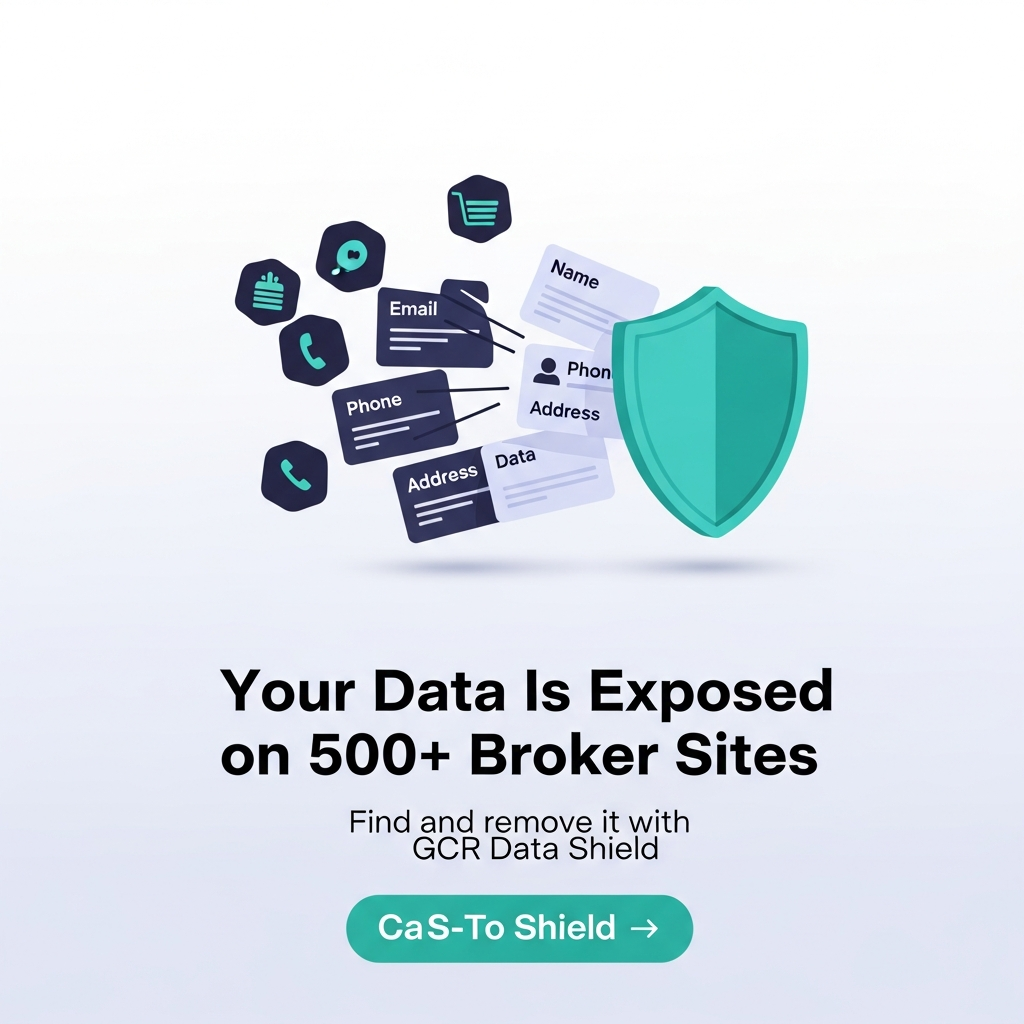 Name
Email
Phon
Phone
Address
Data
Address
Your Data Is Exposed
on 500+ Broker Sites
Find and remove it with
GCR Data Shield
CaS-To Shield →